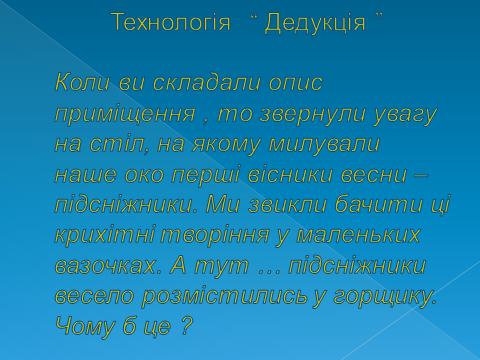 Технологія “ Дедукція ”
Коли ви складали опис
приміщення , то звернули увагу
на стіл, на якому милували
наше око перші вісники весни –
підсніжники. Ми звикли бачити ці
крихітні творіння у маленьких
вазочках. А тут … підсніжники
весело розмістились у горщику.
Чому б це ?